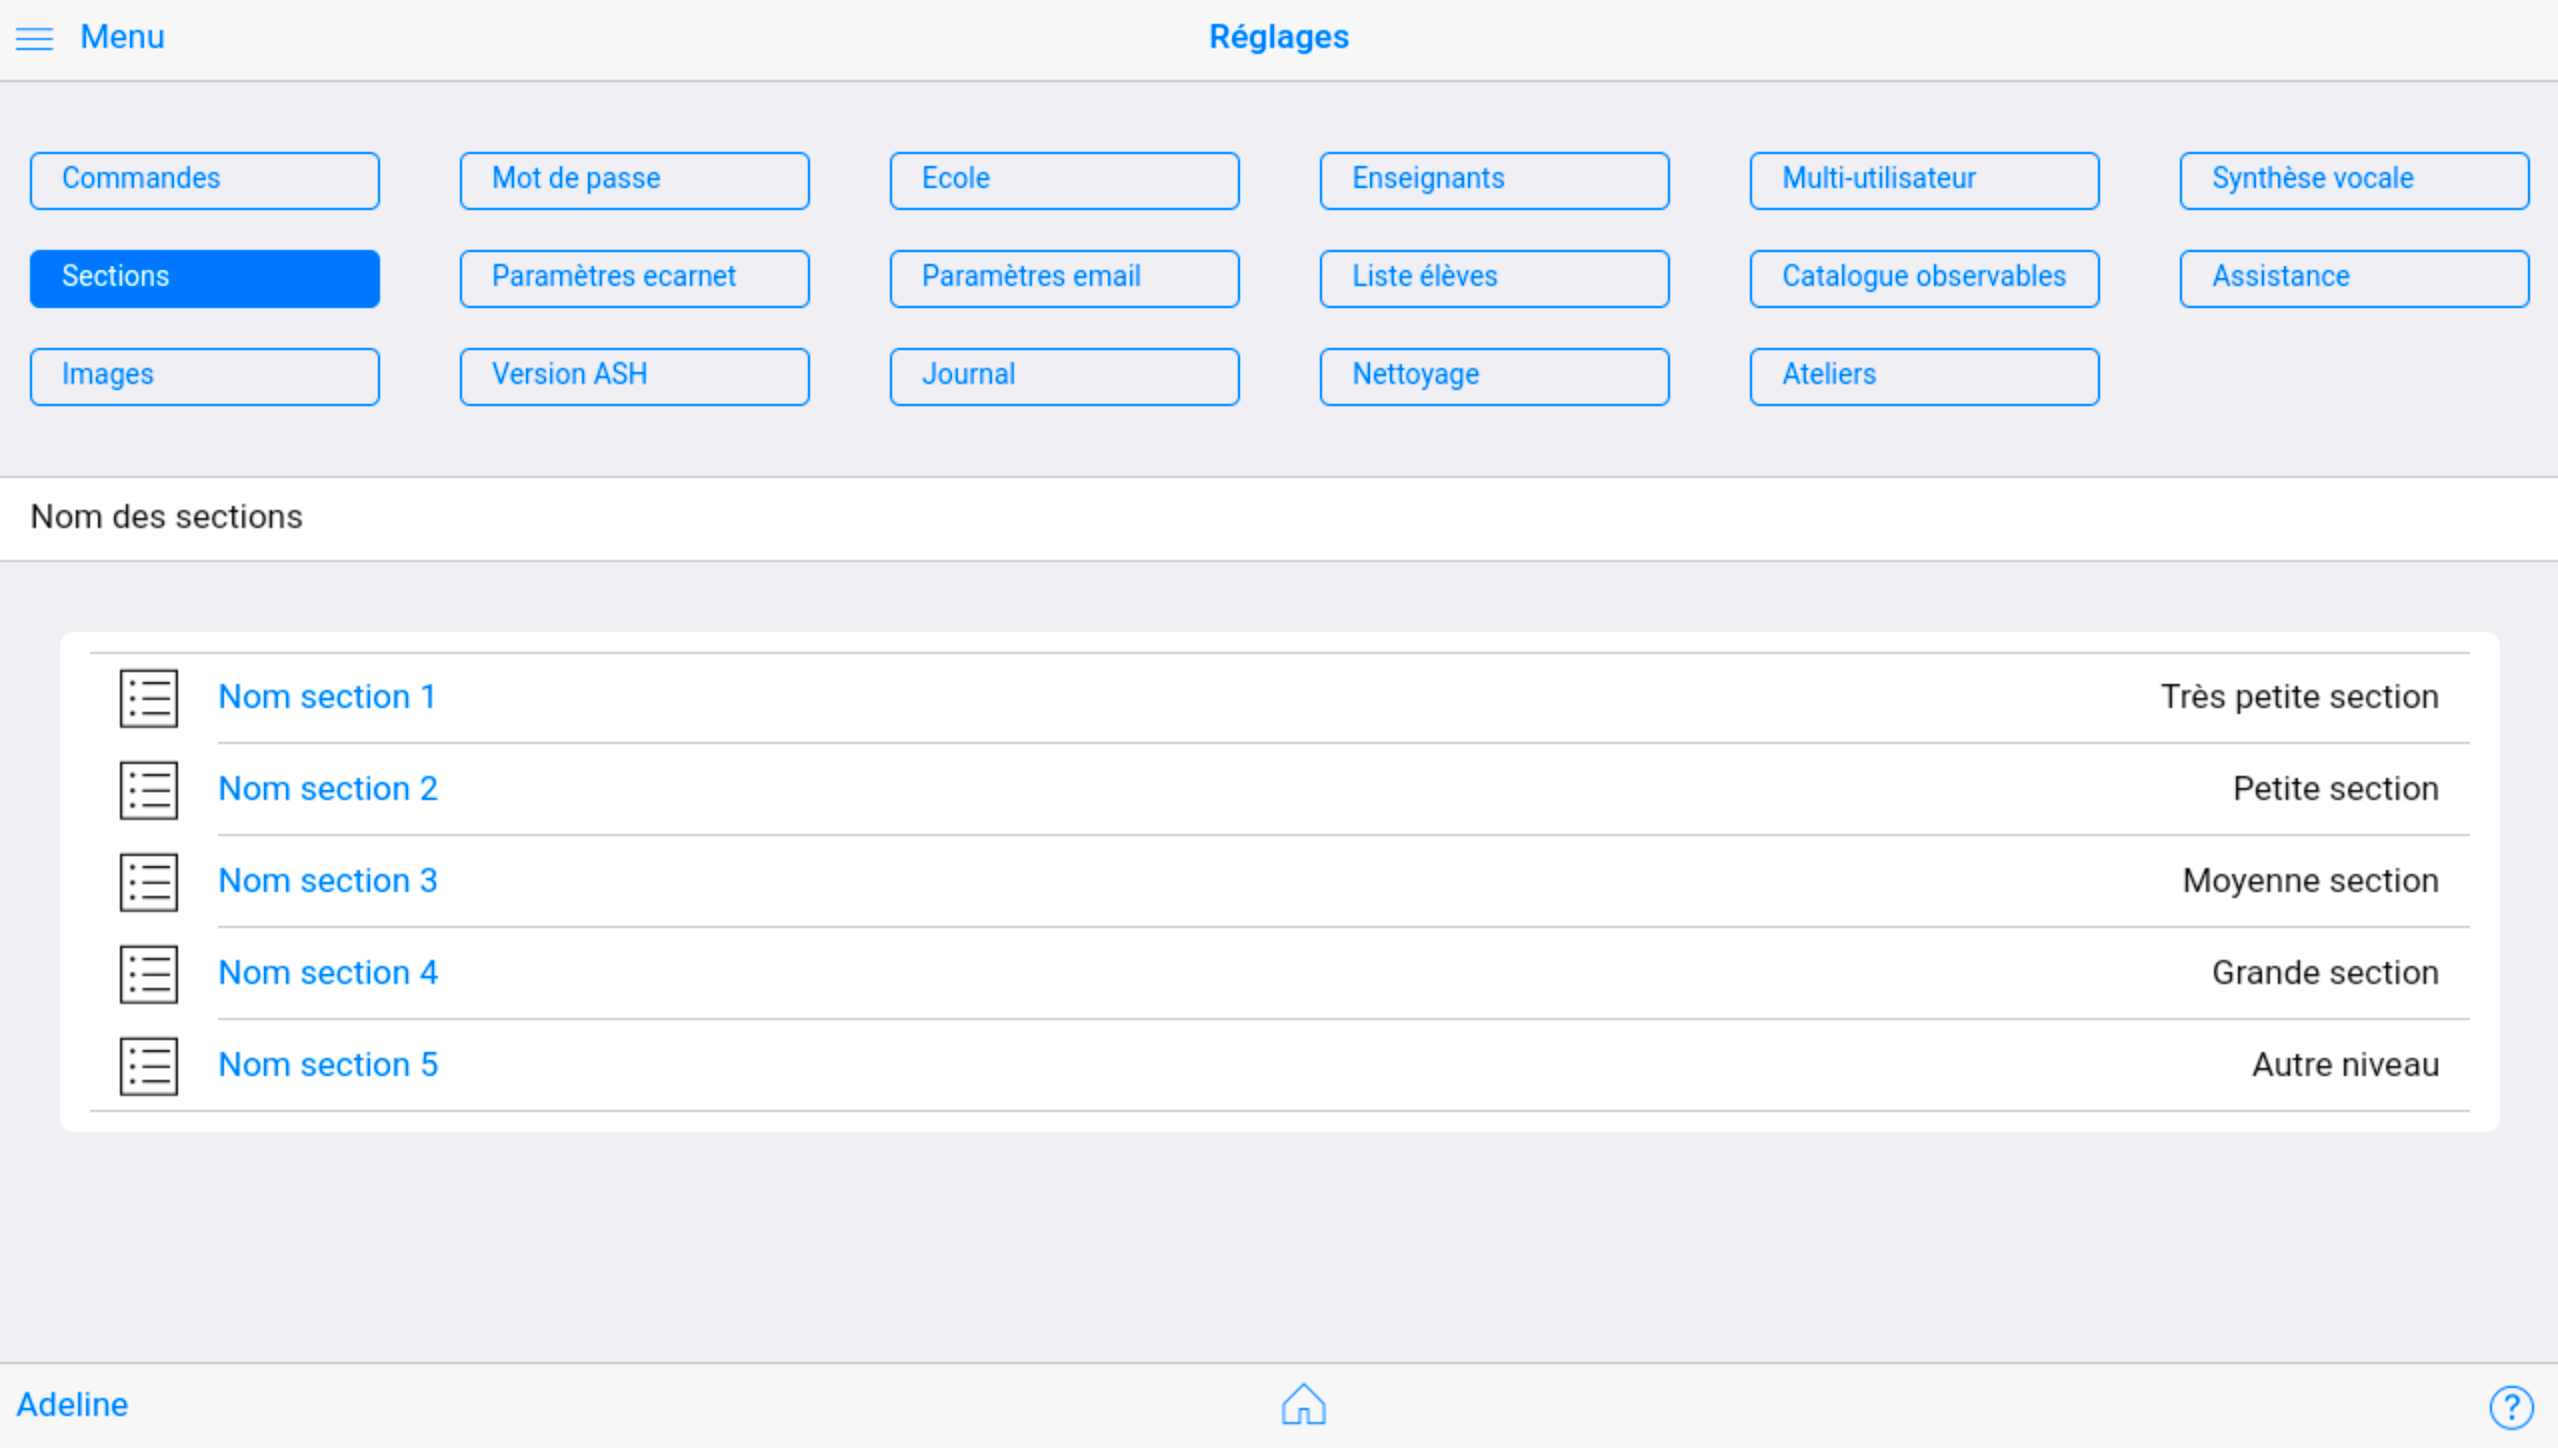 Menu
Réglages
Commandes
Mot de passe
Ecole
Enseignants
Multi-utilisateur
Synthèse vocale
Sections
Paramètres ecarnet
Paramètres email
Liste élèves
Catalogue observables
Assistance
Images
Version ASH
Journal
Nettoyage
Ateliers
Nom des sections
Nom section 1
Très petite section
Nom section 2
Petite section
Nom section 3
Moyenne section
Nom section 4
Grande section
Nom section 5
Autre niveau
Adeline
?